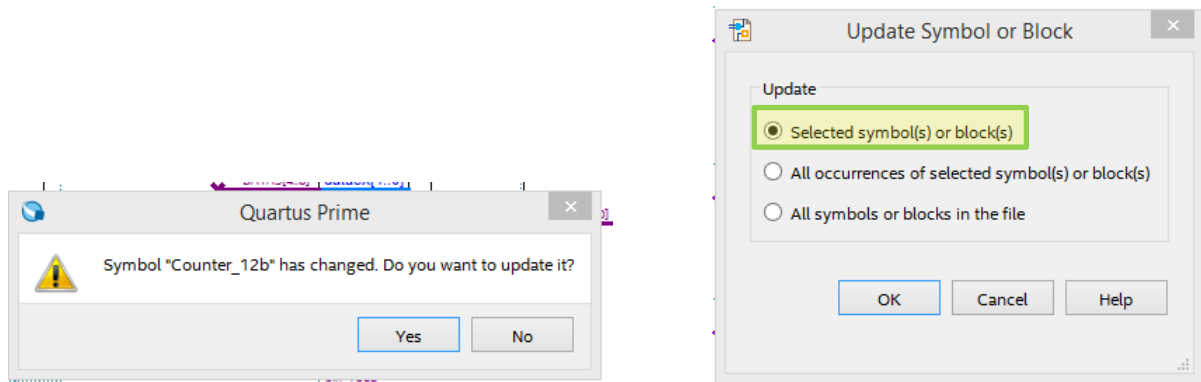 Quartus Prime
Symbol "Counter_12b" has changed. Do you want to update it?
Yes
No
Update Symbol or Block
Update
Selected symbol(s) or block(s)
All occurrences of selected symbol(s) or block(s)
All symbols or blocks in the file
OK
Cancel
Help